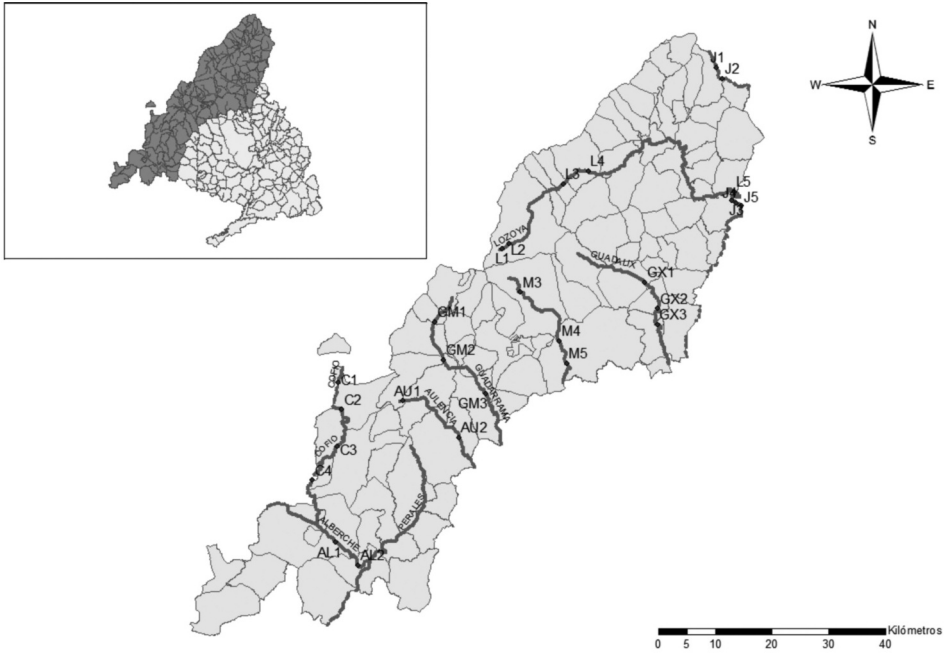 N
W
E
S
J1
J2
L4
L3
L5
J4
J5
J3
LOZOYA
L2
L1
GUADALIX
GX1
M3
GX2
GX3
GM1
M4
GM2
M5
COFIO
C1
AU1
GUADARRAMA
C2
AULENCIA
GM3
AU2
C3
COFIO
C4
PERALES
ALBERCHE
AL1
AL2
Kilómetros
0 5 10 20 30 40